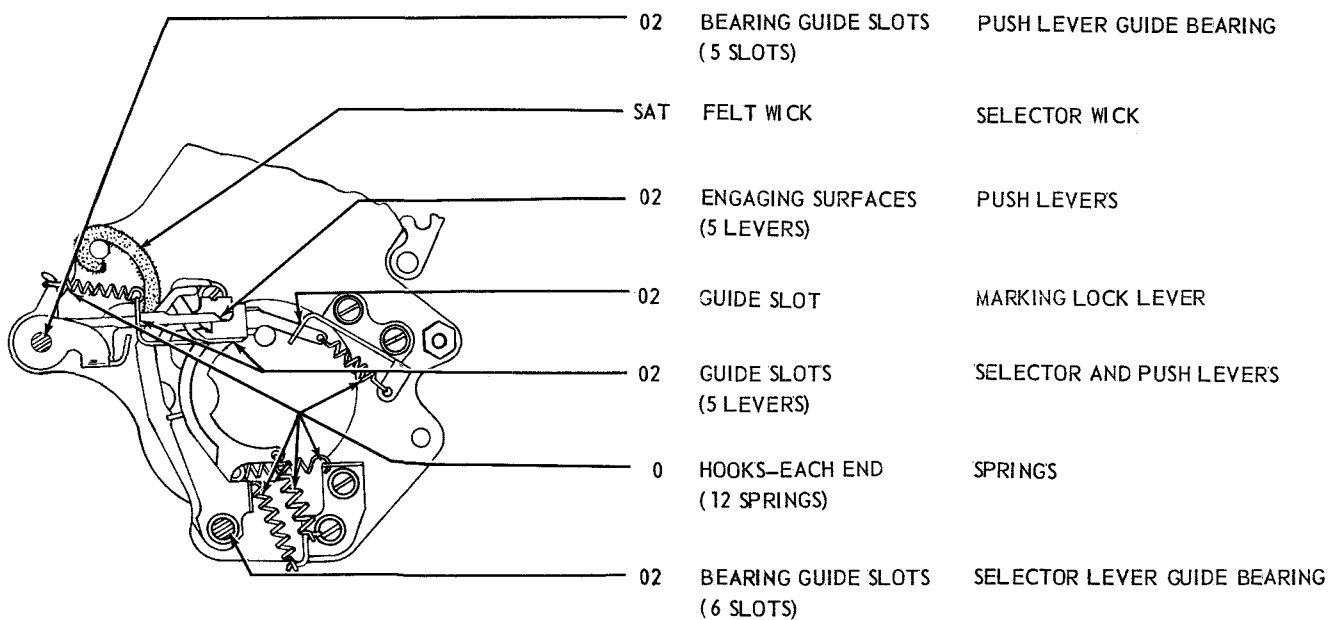 02 BEARING GUIDE SLOTS PUSH LEVER GUIDE BEARING
(5 SLOTS)
SAT FELT WICK SELECTOR WICK
02 ENGAGING SURFACES PUSH LEVERS
(5 LEVERS)
02 GUIDE SLOT MARKING LOCK LEVER
02 GUIDE SLOTS SELECTOR AND PUSH LEVERS
(5 LEVERS)
0 HOOKS–EACH END SPRINGS
(12 SPRINGS)
02 BEARING GUIDE SLOTS SELECTOR LEVER GUIDE BEARING
(6 SLOTS)